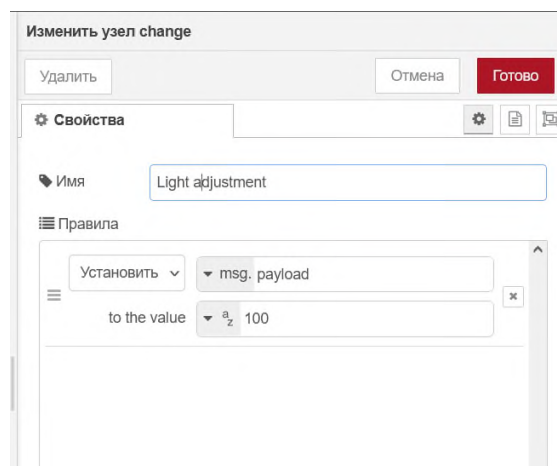 Изменить узел change
Удалить Отмена Готово
Свойства
Имя Light adjustment
Правила
Установить msg. payload
to the value a z 100